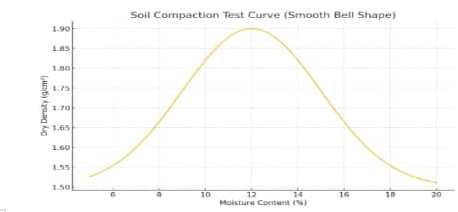 Soil Compaction Test Curve (Smooth Bell Shape)
1.90
1.85
1.80
1.75
1.70
1.65
1.60
1.55
1.50
Dry Density (g/cm³)
6 8 10 12 14 16 18 20
Moisture Content (%)